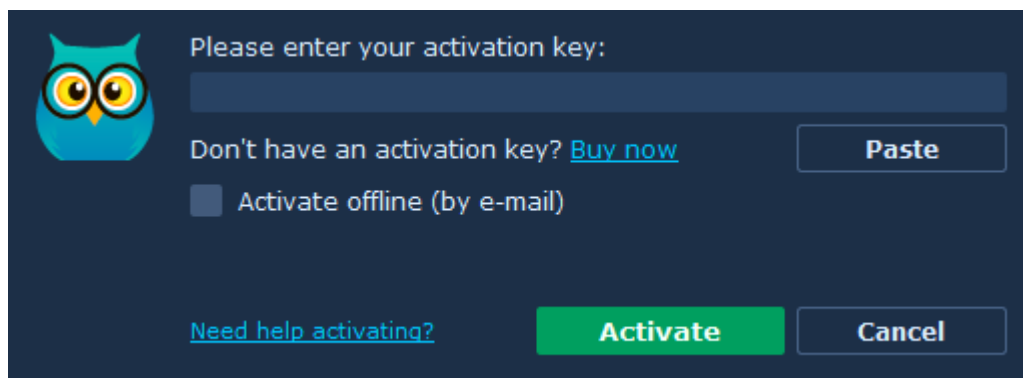 Please enter your activation key:
Don't have an activation key? Buy now
Paste
Activate offline (by e-mail)
Need help activating?
Activate
Cancel